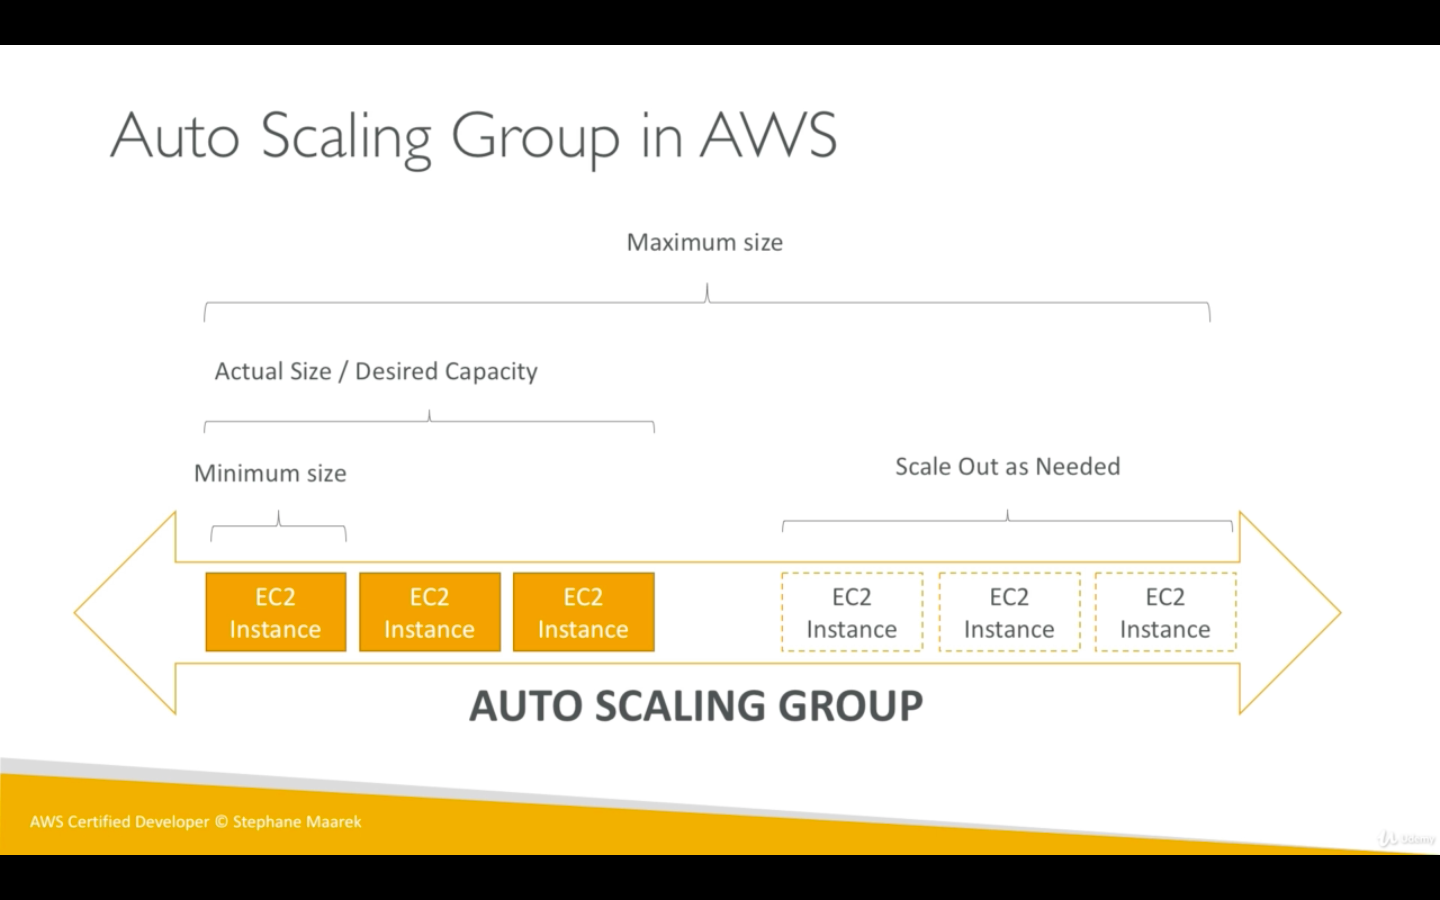 Auto Scaling Group in AWS
Maximum size
Actual Size / Desired Capacity
Minimum size
Scale Out as Needed
EC2
Instance
EC2
Instance
EC2
Instance
EC2
Instance
EC2
Instance
EC2
Instance
AUTO SCALING GROUP
AWS Certified Developer © Stephane Maarek
Udemy